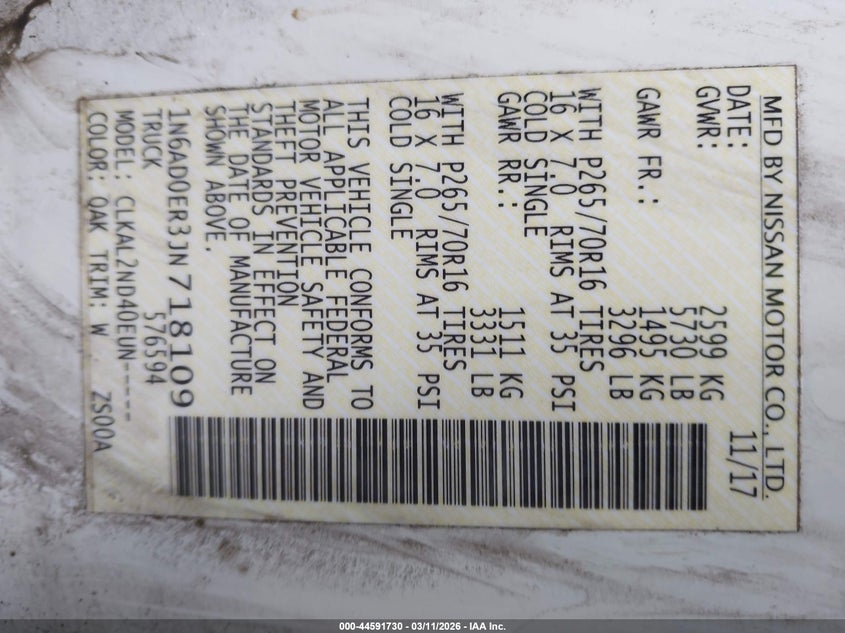 MFD BY NISSAN MOTOR CO., LTD.
DATE: 11/17
GVWR: 2599 KG
5730 LB
GAWR FR.: 1495 KG
3296 LB
WITH P265/70R16 TIRES
16 X 7.0 RIMS AT 35 PSI
COLD SINGLE
GAWR RR.: 1511 KG
3331 LB
WITH P265/70R16 TIRES
16 X 7.0 RIMS AT 35 PSI
COLD SINGLE
THIS VEHICLE CONFORMS TO
ALL APPLICABLE FEDERAL
MOTOR VEHICLE SAFETY AND
THEFT PREVENTION
STANDARDS IN EFFECT ON
THE DATE OF MANUFACTURE
SHOWN ABOVE.
1N6AD0ER3JN718109
TRUCK 576594
MODEL: CLKAL2ND40EUN-----
COLOR: QAK TRIM: W ZS00A
000-44591730 - 03/11/2026 - IAA Inc.